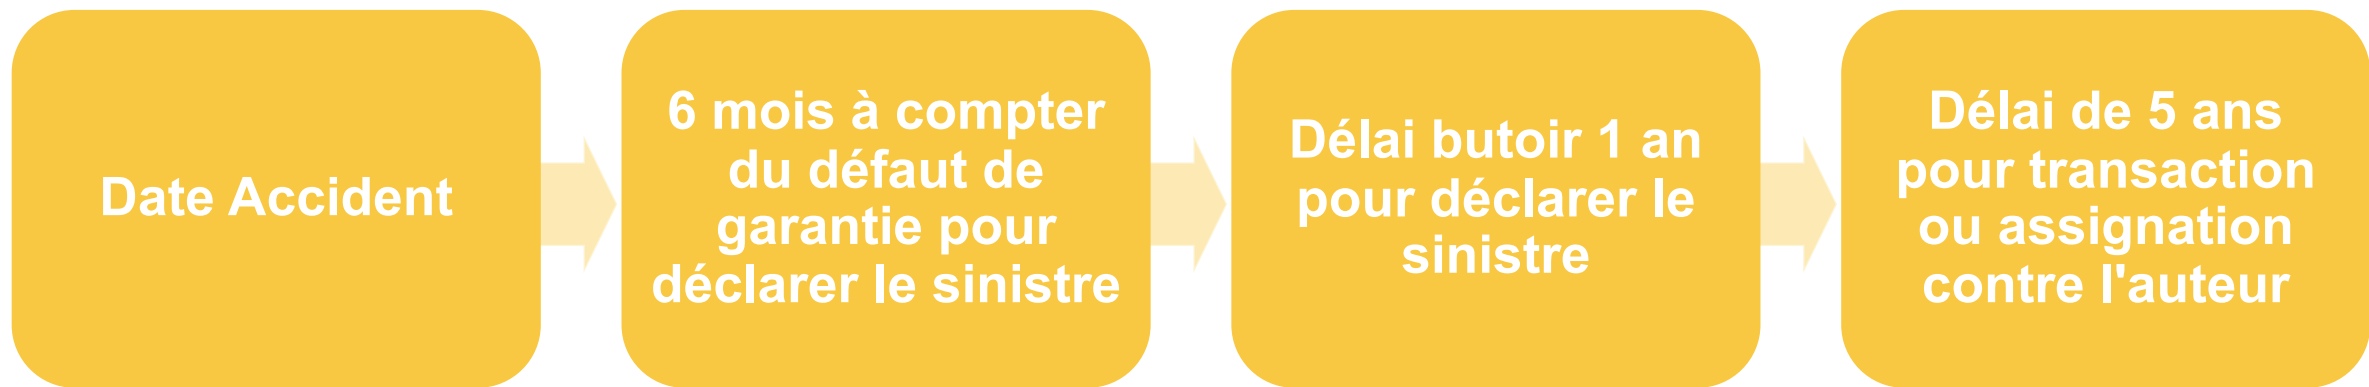 Date Accident
6 mois à compter
du défaut de
garantie pour
déclarer le sinistre
Délai butoir 1 an
pour déclarer le
sinistre
Délai de 5 ans
pour transaction
ou assignation
contre l'auteur